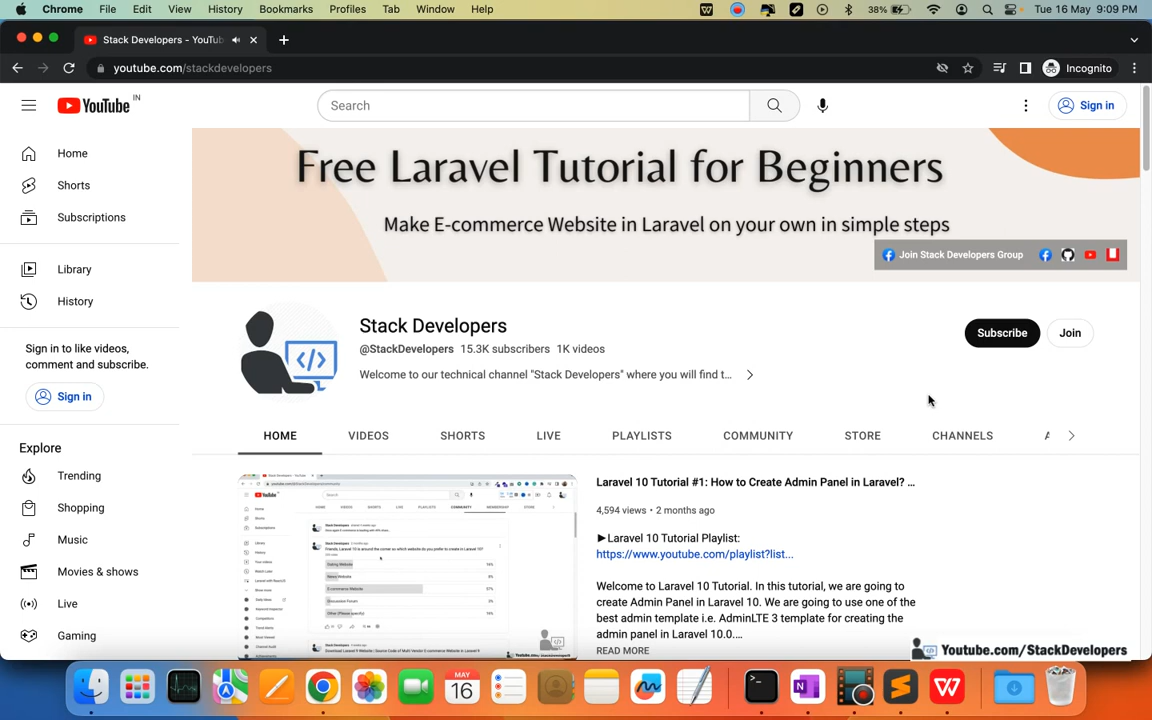 Chrome File Edit View History Bookmarks Profiles Tab Window Help 38% Tue 16 May 9:09 PM
Stack Developers - YouTub
youtube.com/stackdevelopers Incognito
YouTube IN Search Sign in
Home
Shorts
Subscriptions
Library
History
Sign in to like videos,
comment and subscribe.
Sign in
Explore
Trending
Shopping
Music
Movies & shows
Live
Gaming
Free Laravel Tutorial for Beginners
Make E-commerce Website in Laravel on your own in simple steps
Join Stack Developers Group
Stack Developers
@StackDevelopers 15.3K subscribers 1K videos
Welcome to our technical channel "Stack Developers" where you will find t...
Subscribe Join
HOME VIDEOS SHORTS LIVE PLAYLISTS COMMUNITY STORE CHANNELS
Laravel 10 Tutorial #1: How to Create Admin Panel in Laravel? ...
4,594 views • 2 months ago
►Laravel 10 Tutorial Playlist:
https://www.youtube.com/playlist?list...
Welcome to Laravel 10 Tutorial. In this tutorial, we are going to
create Admin Panel in Laravel 10. We are going to use one of the
best admin template i.e. AdminLTE 3 template for creating the
admin panel in Laravel 10.0....
READ MORE
Youtube.com/StackDevelopers
MAY
16